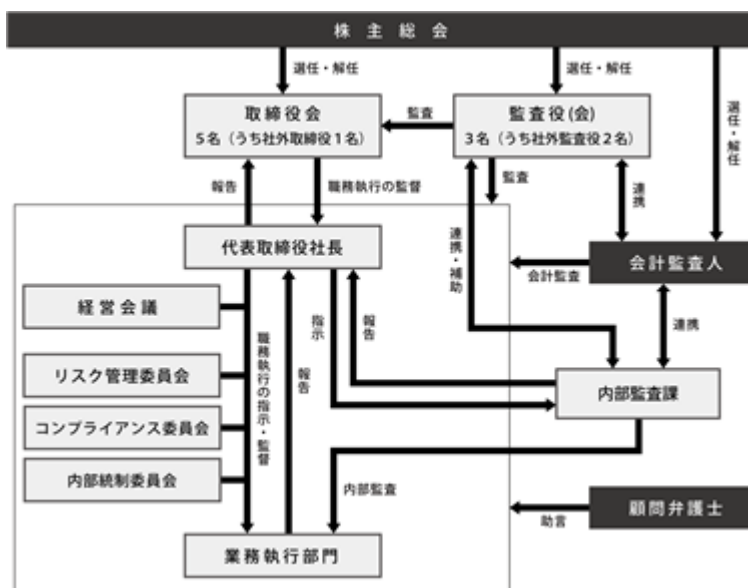 株主総会
選任・解任
選任・解任
選任・解任
取締役会
5名（うち社外取締役1名）
監査
監査役(会)
3名（うち社外監査役2名）
報告
職務執行の監督
監査
連携
連携・補助
代表取締役社長
会計監査
会計監査人
経営会議
職務執行の指示・監督
報告
指示
報告
連携
リスク管理委員会
内部監査課
コンプライアンス委員会
内部統制委員会
内部監査
助言
顧問弁護士
業務執行部門